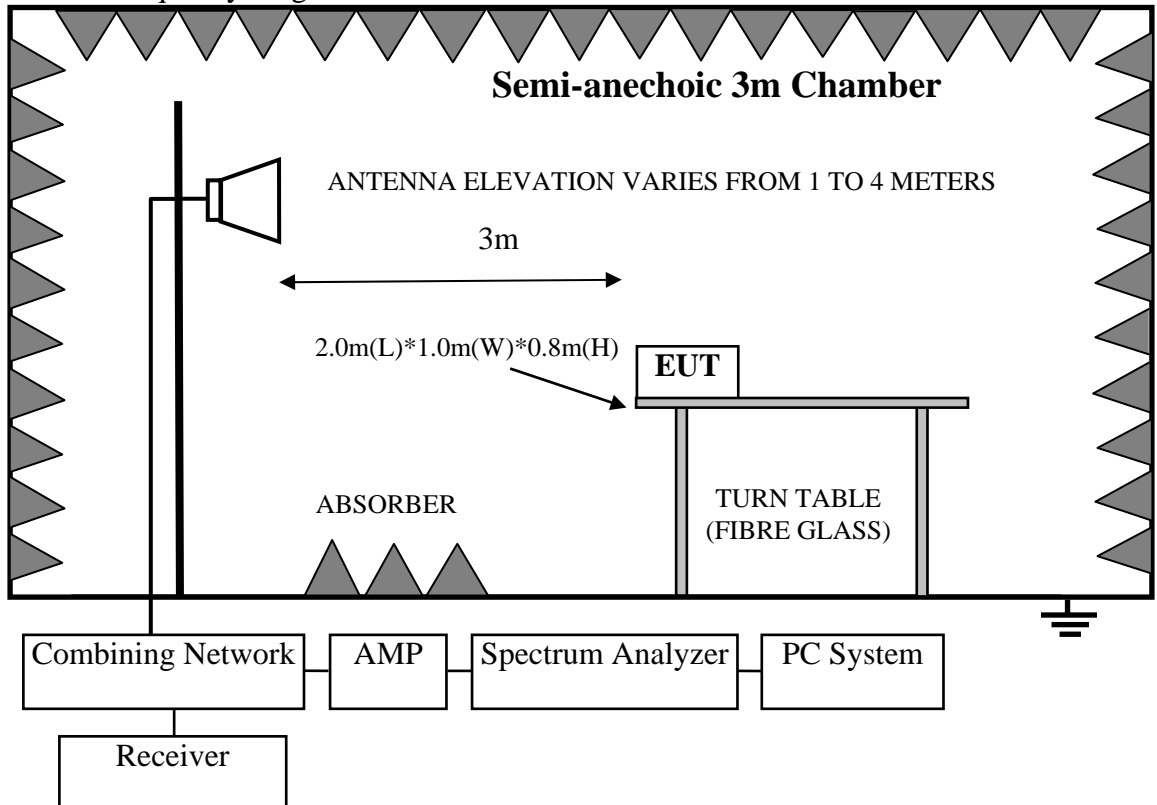 Semi-anechoic 3m Chamber
ANTENNA ELEVATION VARIES FROM 1 TO 4 METERS
3m
2.0m(L)*1.0m(W)*0.8m(H)
EUT
ABSORBER
TURN TABLE
(FIBRE GLASS)
Combining Network
AMP
Spectrum Analyzer
PC System
Receiver